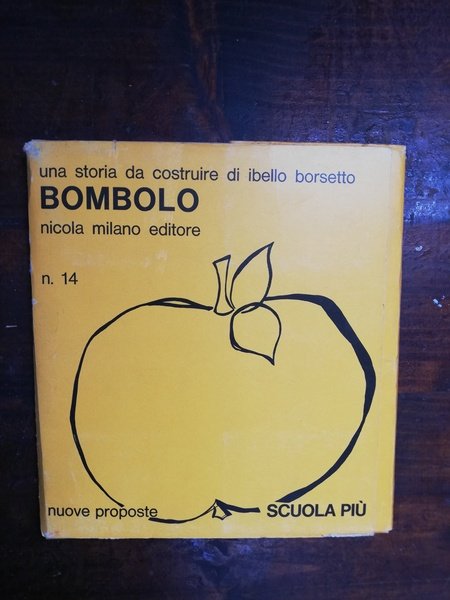 una storia da costruire di ibello borsetto
BOMBOLO
nicola milano editore
n. 14
nuove proposte
SCUOLA PIÙ